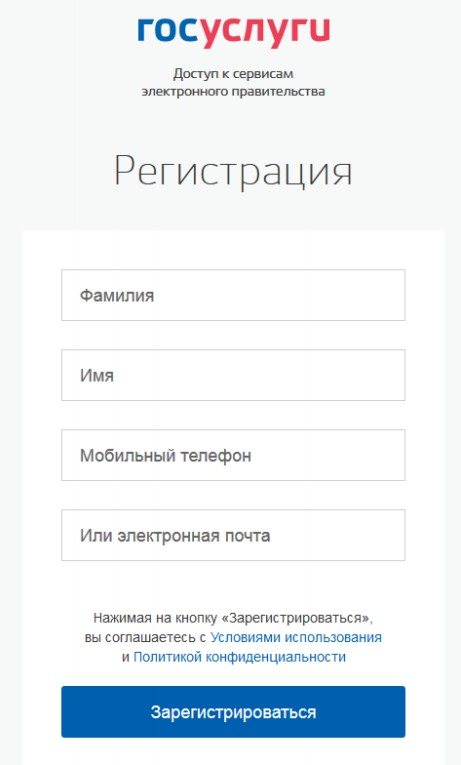 госуслуги
Доступ к сервисам
электронного правительства
Регистрация
Фамилия
Имя
Мобильный телефон
Или электронная почта
Нажимая на кнопку «Зарегистрироваться»,
вы соглашаетесь с Условиями использования
и Политикой конфиденциальности
Зарегистрироваться